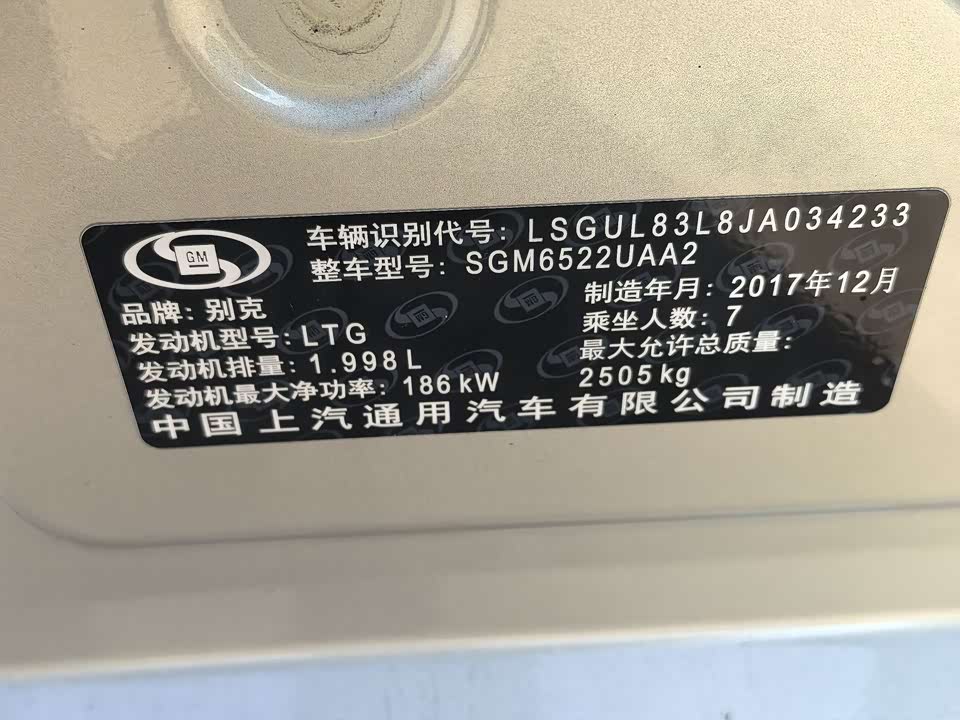 GM
车辆识别代号: LSGUL83L8JA034233
整车型号: SGM6522UAA2
品牌: 别克
制造年月: 2017年12月
发动机型号: LTG
乘坐人数: 7
发动机排量: 1.998L
最大允许总质量:
2505kg
发动机最大净功率: 186kW
中国上汽通用汽车有限公司制造